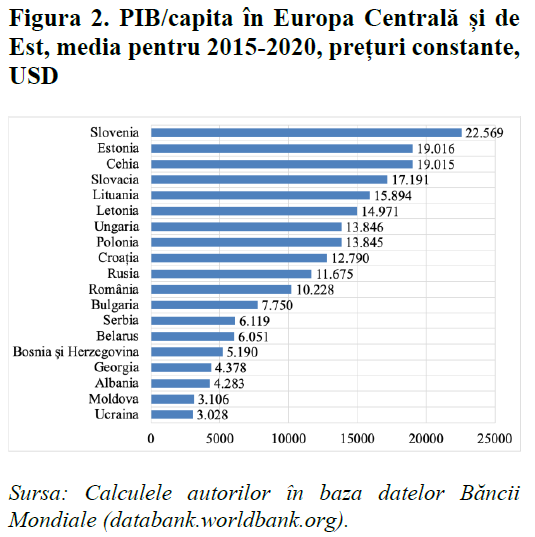 Figura 2. PIB/capita în Europa Centrală și de
Est, media pentru 2015-2020, prețuri constante,
USD
Slovenia 22.569
Estonia 19.016
Cehia 19.015
Slovacia 17.191
Lituania 15.894
Letonia 14.971
Ungaria 13.846
Polonia 13.845
Croația 12.790
Rusia 11.675
România 10.228
Bulgaria 7.750
Serbia 6.119
Belarus 6.051
Bosnia și Herzegovina 5.190
Georgia 4.378
Albania 4.283
Moldova 3.106
Ucraina 3.028
0 5000 10000 15000 20000 25000
Sursa: Calculele autorilor în baza datelor Băncii
Mondiale (databank.worldbank.org).